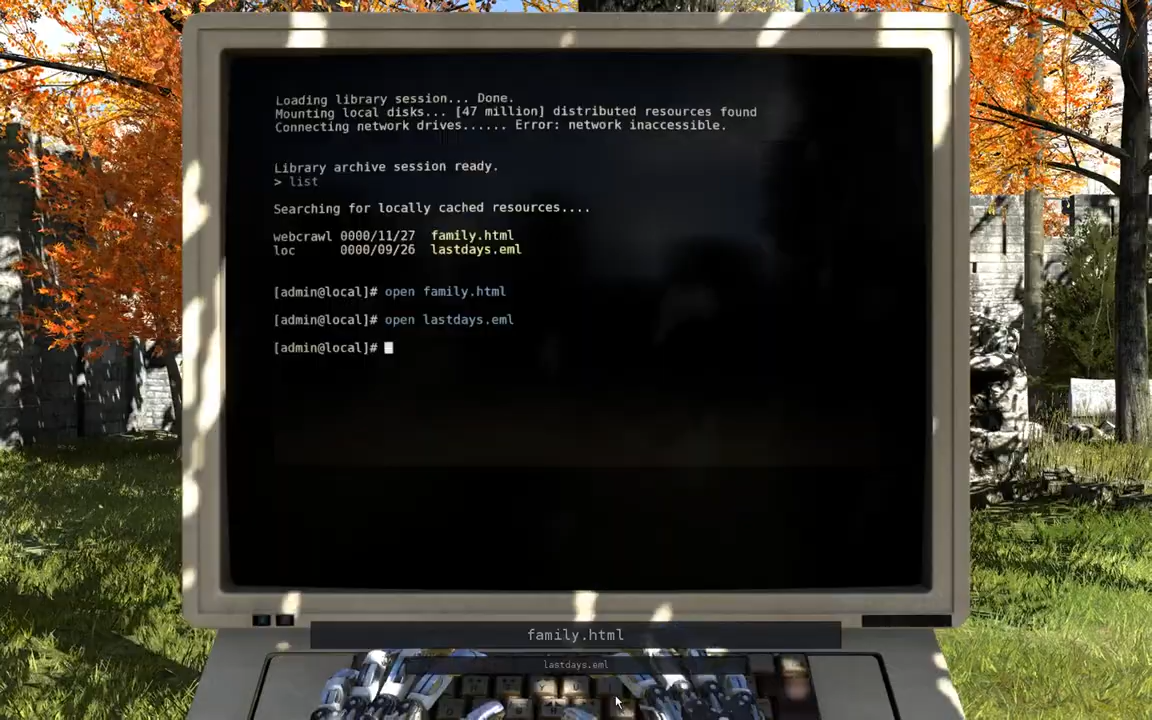 Loading library session... Done.
Mounting local disks... [47 million] distributed resources found
Connecting network drives...... Error: network inaccessible.
Library archive session ready.
> list
Searching for locally cached resources....
webcrawl 0000/11/27 family.html
loc 0000/09/26 lastdays.eml
[admin@local]# open family.html
[admin@local]# open lastdays.eml
[admin@local]#
family.html
lastdays.eml